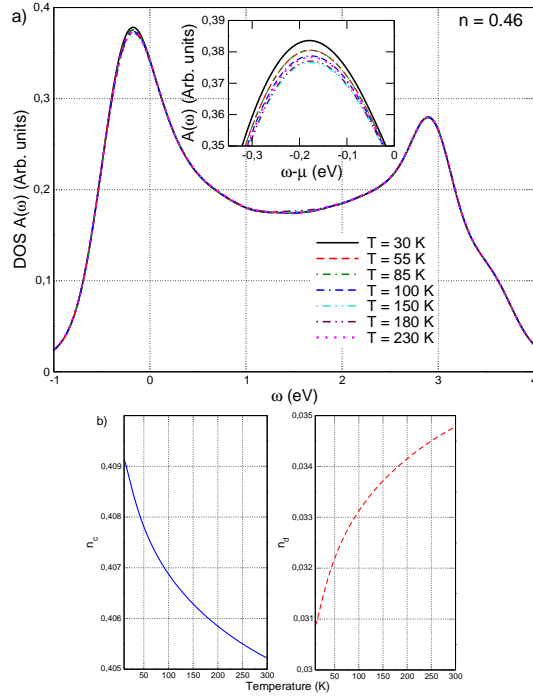 a)
n = 0.46
DOS A(ω) (Arb. units)
0,4
0,3
0,2
0,1
0
-1
0
1
2
3
4
ω (eV)
A(ω) (Arb. units)
0,39
0,38
0,37
0,36
0,35
-0,3
-0,2
-0,1
0
ω-μ (eV)
T = 30 K
T = 55 K
T = 85 K
T = 100 K
T = 150 K
T = 180 K
T = 230 K
b)
n_c
0,409
0,408
0,407
0,406
0,405
50 100 150 200 250 300
n_d
0,035
0,034
0,033
0,032
0,031
0,03
50 100 150 200 250 300
Temperature (K)